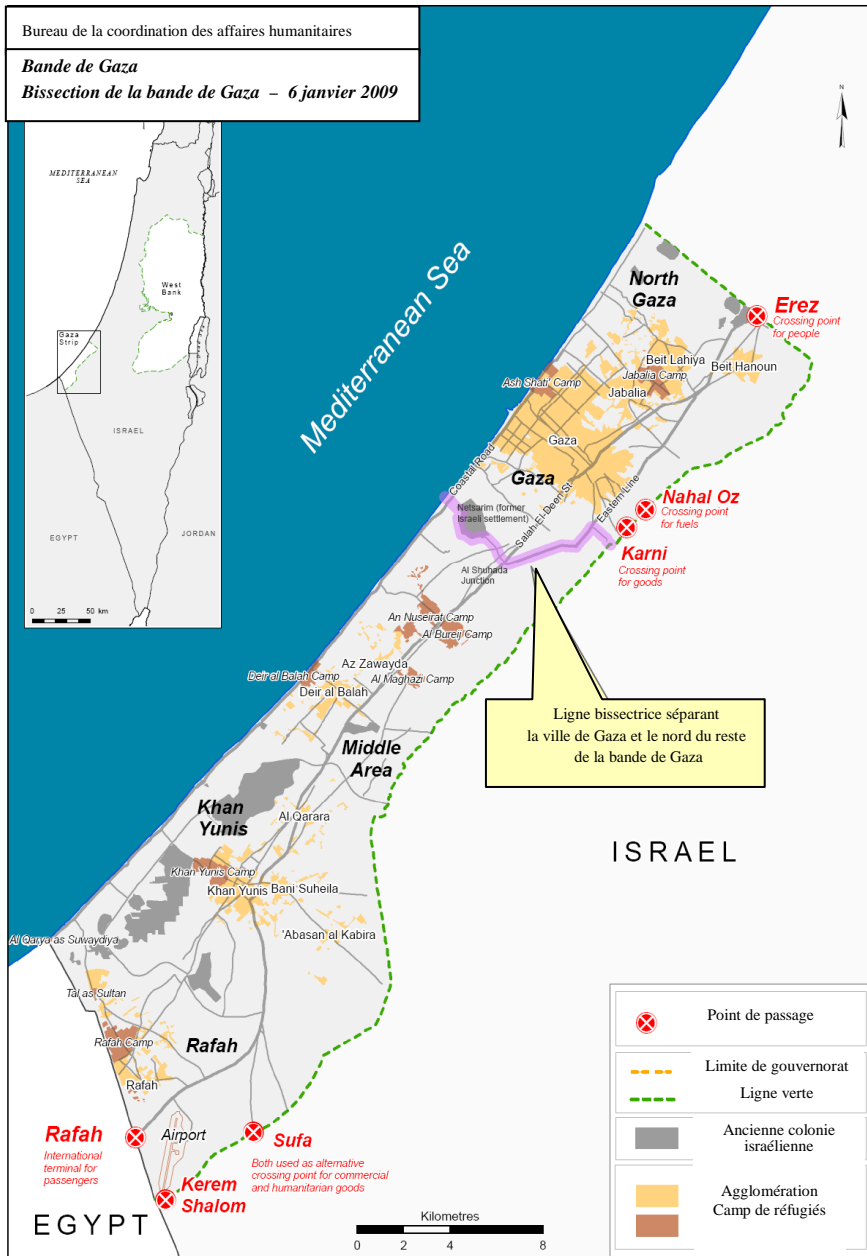 Bureau de la coordination des affaires humanitaires
Bande de Gaza
Bissection de la bande de Gaza – 6 janvier 2009
MEDITERRANEAN
SEA
West
Bank
Gaza
Strip
ISRAEL
EGYPT
JORDAN
0 25 50 km
N
Mediterranean Sea
North
Gaza
Erez
Crossing point
for people
Beit Lahiya
Beit Hanoun
Jabalia Camp
Ash Shati' Camp
Jabalia
Gaza
Coastal Road
Gaza
Salah El-Deen St.
Eastern Line
Nahal Oz
Crossing point
for fuels
Netsarim (former
Israeli settlement)
Karni
Crossing point
for goods
Al Shuhada
Junction
An Nuseirat Camp
Al Bureij Camp
Az Zawayda
Deir al Balah Camp
Al Maghazi Camp
Deir al Balah
Ligne bissectrice séparant
la ville de Gaza et le nord du reste
de la bande de Gaza
Middle
Area
Khan
Yunis
Al Qarara
ISRAEL
Khan Yunis Camp
Khan Yunis
Bani Suheila
'Abasan al Kabira
Al Qarya as Suwaydiya
Tal as Sultan
Rafah Camp
Rafah
Rafah
Rafah
International
terminal for
passengers
Airport
Sufa
Both used as alternative
crossing point for commercial
and humanitarian goods
Kerem
Shalom
EGYPT
Kilometres
0 2 4 8
Point de passage
Limite de gouvernorat
Ligne verte
Ancienne colonie
israélienne
Agglomération
Camp de réfugiés